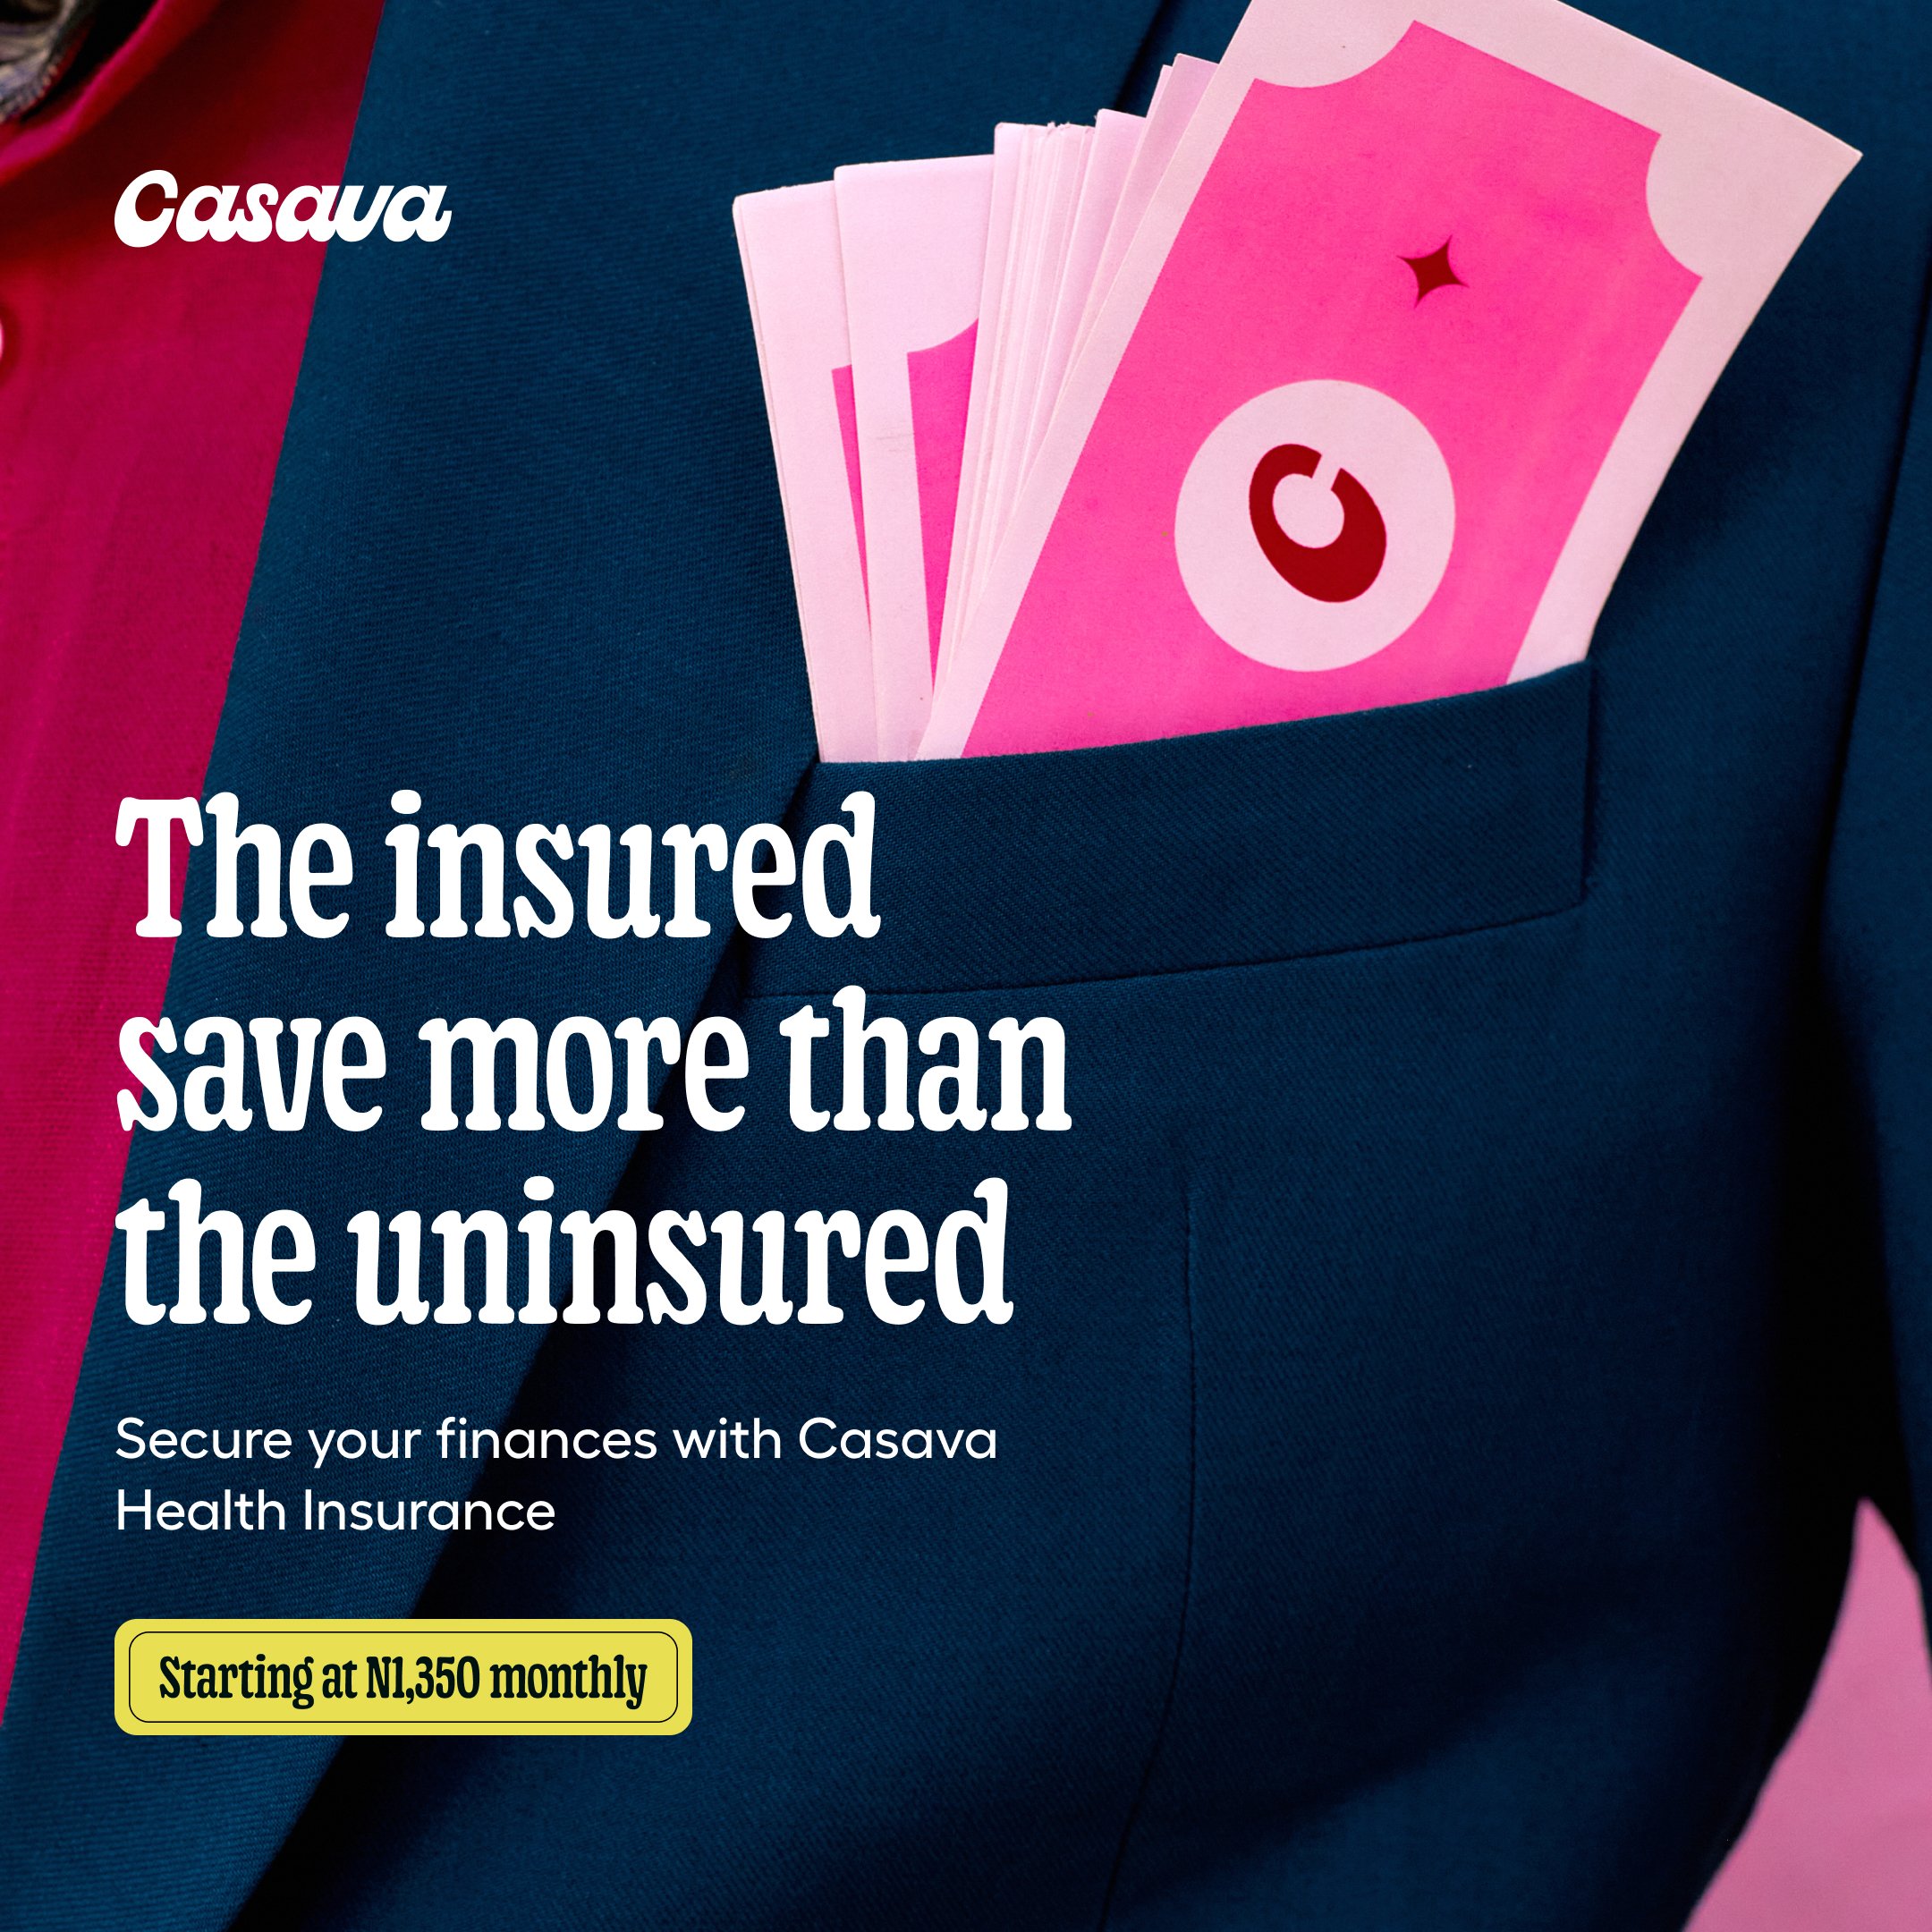 Casava
C
The insured
save more than
the uninsured
Secure your finances with Casava
Health Insurance
Starting at N1,350 monthly